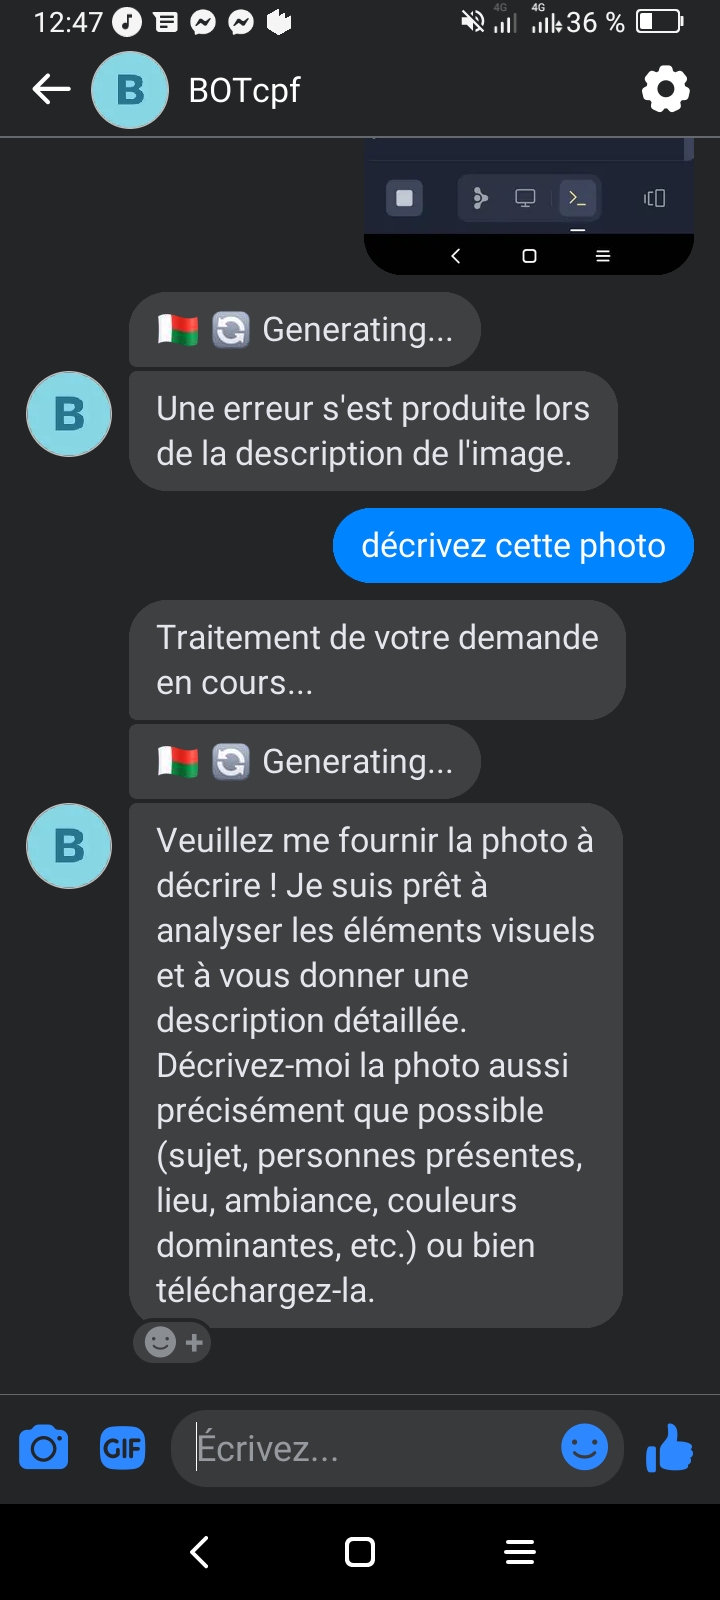 12:47
4G
4G
36 %
B
BOTcpf
Generating...
B
Une erreur s'est produite lors
de la description de l'image.
décrivez cette photo
Traitement de votre demande
en cours...
Generating...
B
Veuillez me fournir la photo à
décrire ! Je suis prêt à
analyser les éléments visuels
et à vous donner une
description détaillée.
Décrivez-moi la photo aussi
précisément que possible
(sujet, personnes présentes,
lieu, ambiance, couleurs
dominantes, etc.) ou bien
téléchargez-la.
GIF
Écrivez...